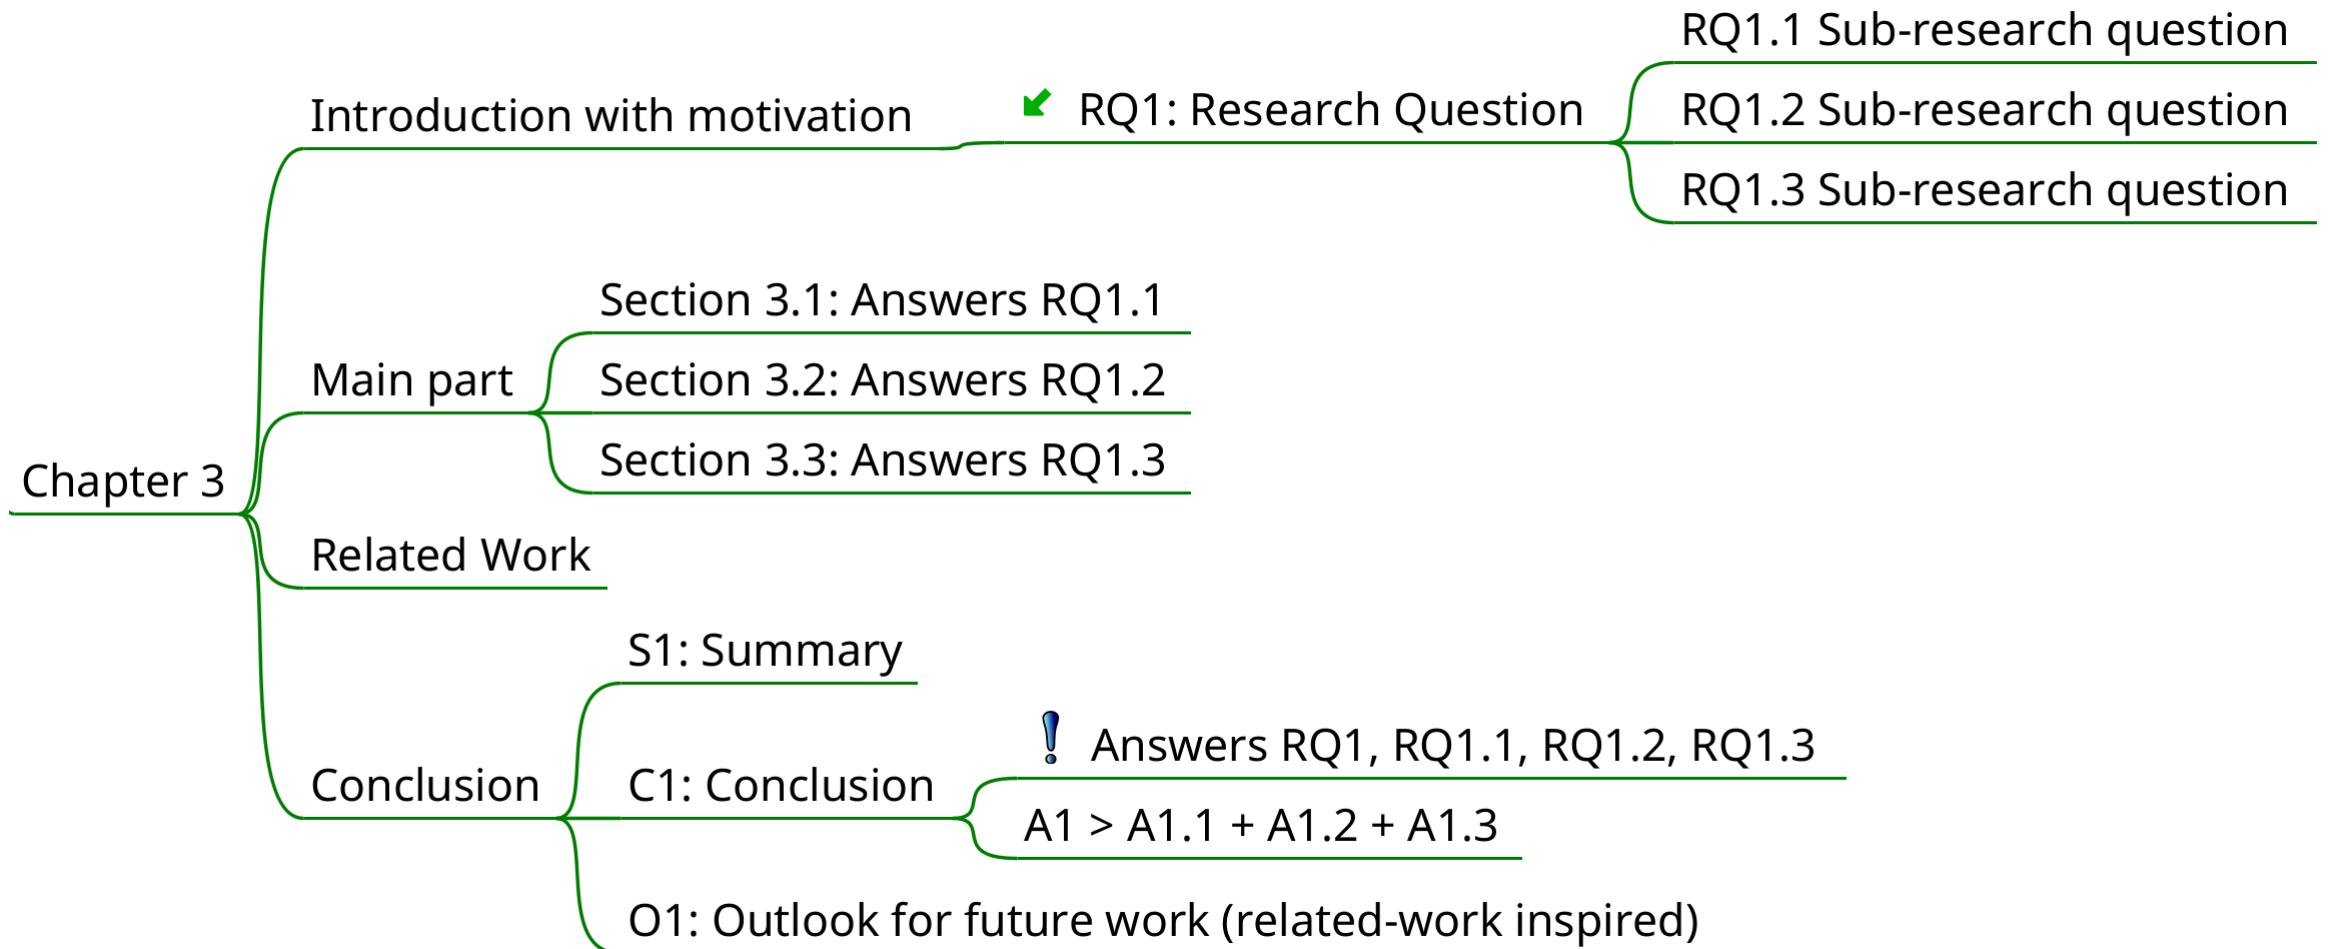 RQ1.1 Sub-research question
Introduction with motivation
RQ1: Research Question
RQ1.2 Sub-research question
RQ1.3 Sub-research question
Section 3.1: Answers RQ1.1
Main part
Section 3.2: Answers RQ1.2
Section 3.3: Answers RQ1.3
Chapter 3
Related Work
S1: Summary
Answers RQ1, RQ1.1, RQ1.2, RQ1.3
Conclusion
C1: Conclusion
A1 > A1.1 + A1.2 + A1.3
O1: Outlook for future work (related-work inspired)